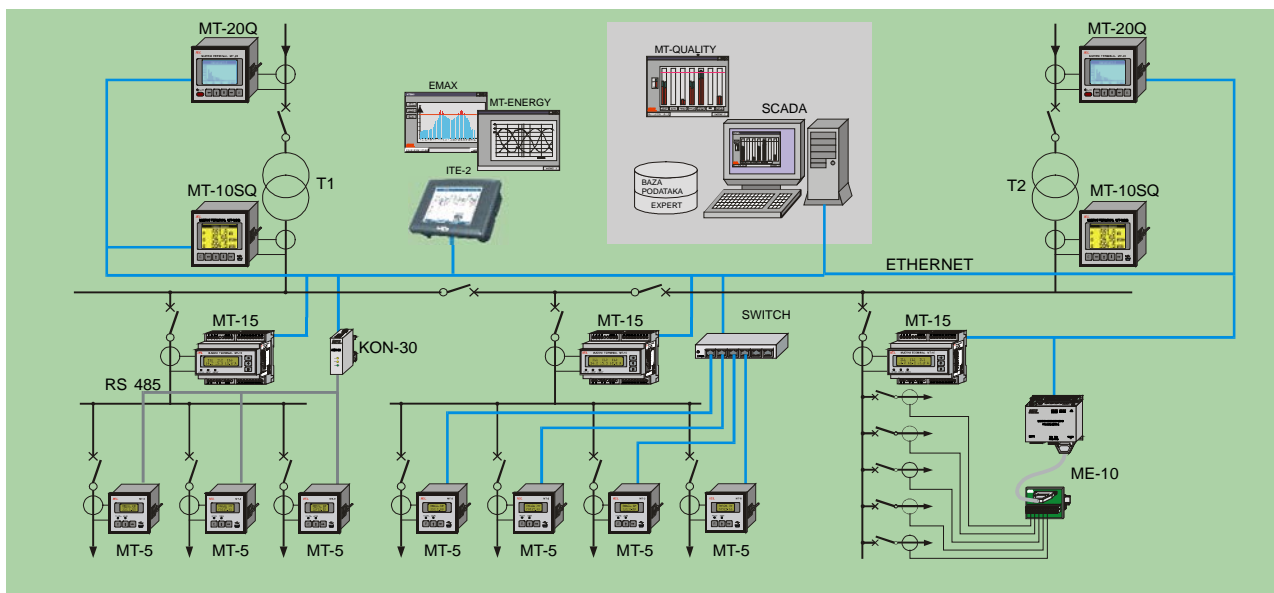 MT-20Q
MT-20Q
MT-QUALITY
EMAX
MT-ENERGY
SCADA
ITE-2
BAZA
PODATAKA
EXPERT
T1
T2
MT-10SQ
MT-10SQ
ETHERNET
MT-15
MT-15
SWITCH
MT-15
KON-30
RS 485
ME-10
MT-5
MT-5
MT-5
MT-5
MT-5
MT-5
MT-5